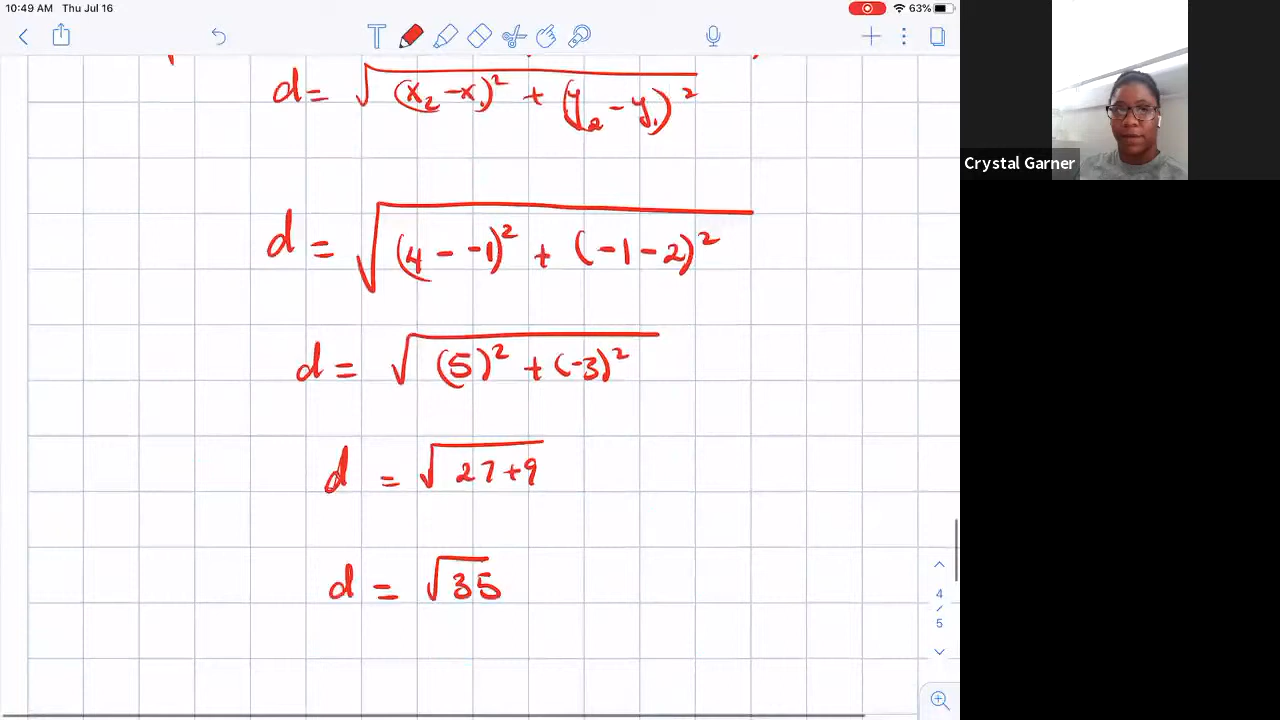 10:49 AM Thu Jul 16
63%
Crystal Garner
d= √(x₂-x₁)² + (y₂-y₁)²
d = √(4 - -1)² + (-1-2)²
d = √(5)² + (-3)²
d = √27+9
d = √35
4
/
5